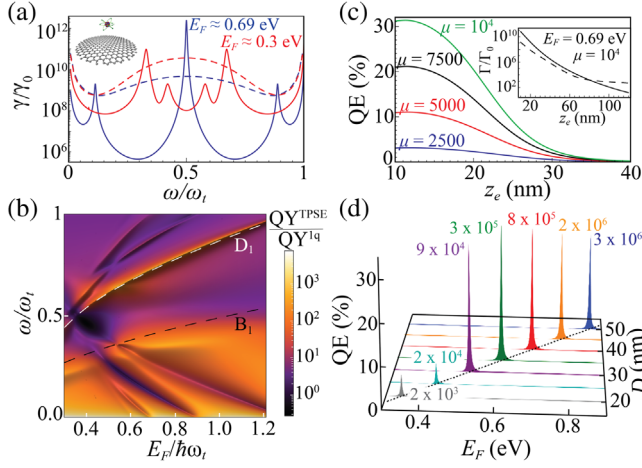 (a)
E_F ≈ 0.69 eV
E_F ≈ 0.3 eV
10^12
10^10
10^8
10^6
γ/γ_0
0
0.5
1
ω/ω_t
(b)
QY^TPSE
QY^1q
D_1
B_1
10^3
10^2
10^1
10^0
1.0
0.5
0.0
ω/ω_t
0.4
0.6
0.8
1.0
1.2
E_F/ħω_t
(c)
μ = 10^4
μ = 7500
μ = 5000
μ = 2500
30
20
10
0
QE (%)
10
20
30
40
z_e (nm)
E_F = 0.69 eV
μ = 10^4
10^10
10^5
10^0
Γ/Γ_0
20
60
100
z_e (nm)
(d)
2 x 10^3
2 x 10^4
9 x 10^4
3 x 10^5
8 x 10^5
2 x 10^6
3 x 10^6
30
20
10
0
QE (%)
0.4
0.6
0.8
E_F (eV)
50
40
30
20
D (nm)